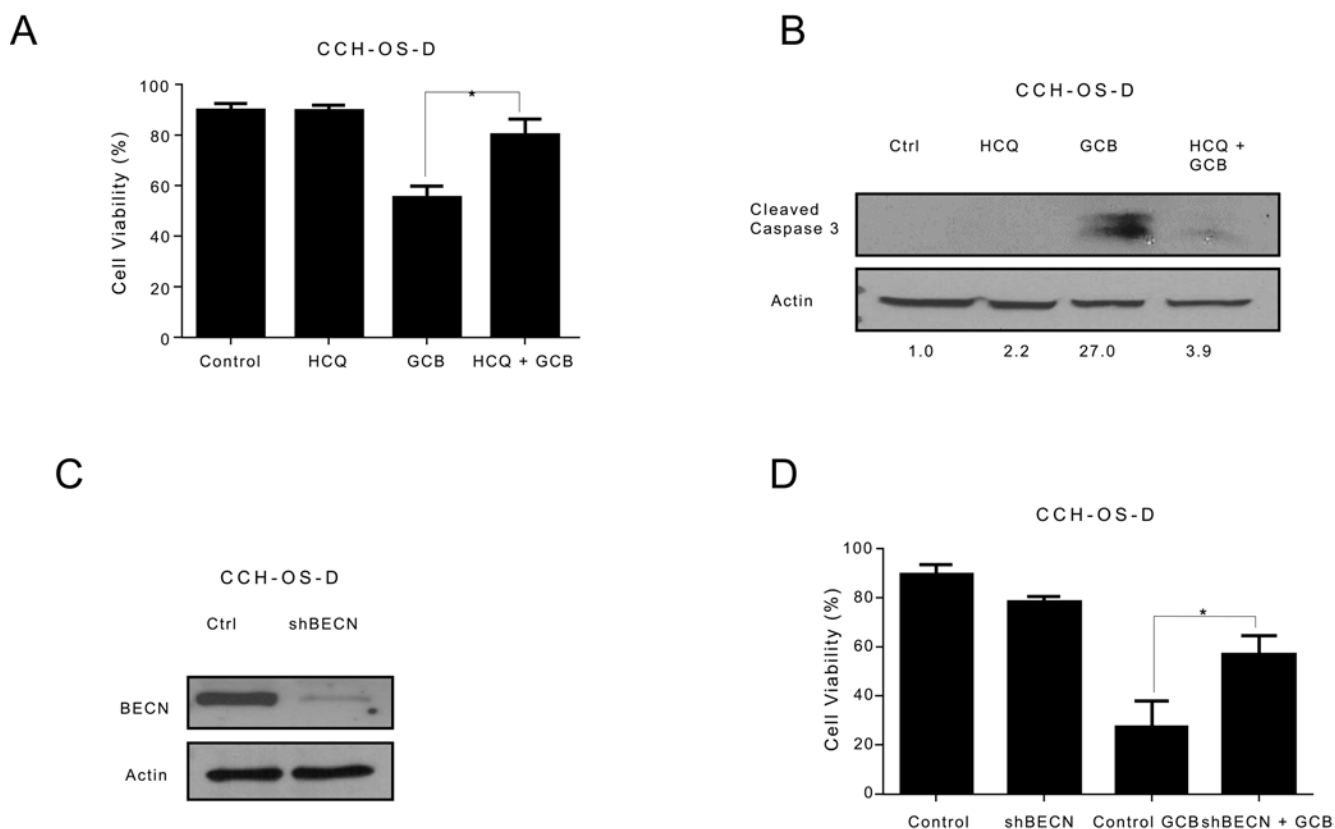 A
CCH-OS-D
Cell Viability (%)
100
80
60
40
20
0
*
Control HCQ GCB HCQ + GCB
B
CCH-OS-D
Ctrl HCQ GCB HCQ +
GCB
Cleaved
Caspase 3
Actin
1.0 2.2 27.0 3.9
C
CCH-OS-D
Ctrl shBECN
BECN
Actin
D
CCH-OS-D
Cell Viability (%)
100
80
60
40
20
0
*
Control shBECN Control GCB shBECN + GCB